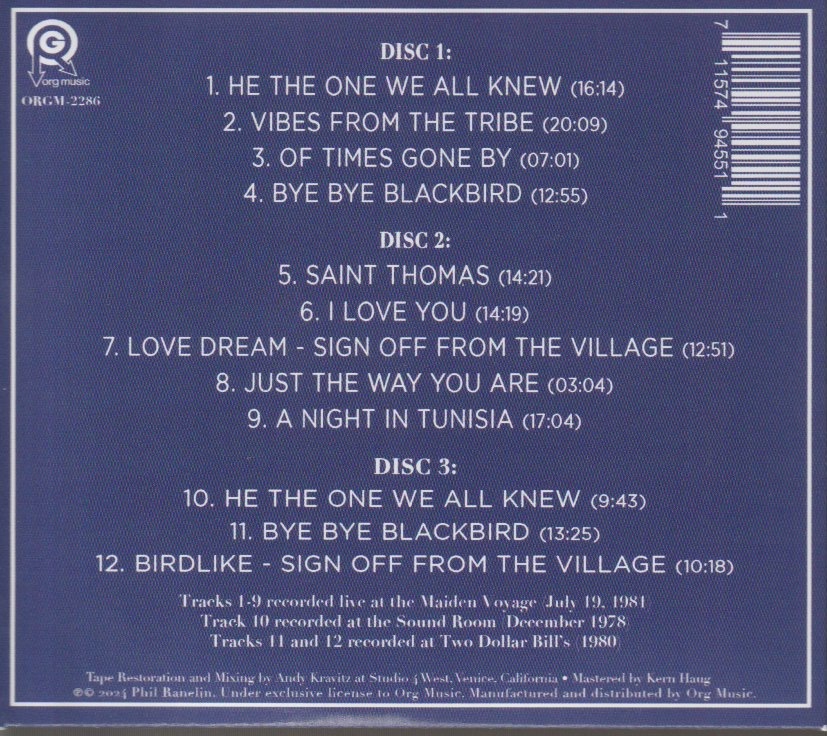 G
org music
ORGM-2286
DISC 1:
1. HE THE ONE WE ALL KNEW (16:14)
2. VIBES FROM THE TRIBE (20:09)
3. OF TIMES GONE BY (07:01)
4. BYE BYE BLACKBIRD (12:55)
7 11574 94551 1
DISC 2:
5. SAINT THOMAS (14:21)
6. I LOVE YOU (14:19)
7. LOVE DREAM - SIGN OFF FROM THE VILLAGE (12:51)
8. JUST THE WAY YOU ARE (03:04)
9. A NIGHT IN TUNISIA (17:04)
DISC 3:
10. HE THE ONE WE ALL KNEW (9:43)
11. BYE BYE BLACKBIRD (13:25)
12. BIRDLIKE - SIGN OFF FROM THE VILLAGE (10:18)
Tracks 1-9 recorded live at the Maiden Voyage (July 19, 1981)
Track 10 recorded at the Sound Room (December 1978)
Tracks 11 and 12 recorded at Two Dollar Bill's (1980)
Tape Restoration and Mixing by Andy Kravitz at Studio 4 West, Venice, California • Mastered by Kern Haug
℗© 2024 Phil Ranelin. Under exclusive license to Org Music. Manufactured and distributed by Org Music.